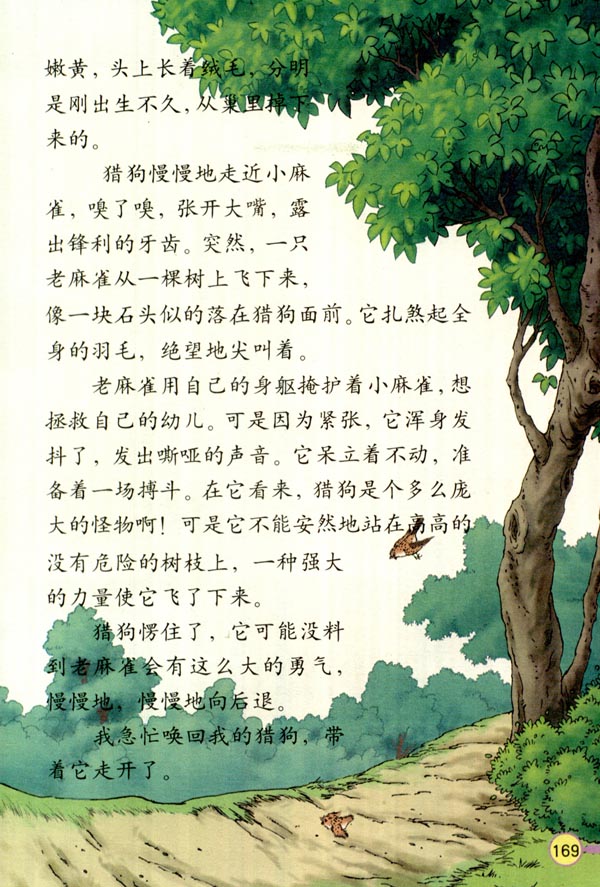 嫩黄，头上长着绒毛，分明
是刚出生不久，从巢里掉下
来的。
猎狗慢慢地走近小麻
雀，嗅了嗅，张开大嘴，露
出锋利的牙齿。突然，一只
老麻雀从一棵树上飞下来，
像一块石头似的落在猎狗面前。它扎煞起全
身的羽毛，绝望地尖叫着。
老麻雀用自己的身躯掩护着小麻雀，想
拯救自己的幼儿。可是因为紧张，它浑身发
抖了，发出嘶哑的声音。它呆立着不动，准
备着一场搏斗。在它看来，猎狗是个多么庞
大的怪物啊！可是它不能安然地站在高高的
没有危险的树枝上，一种强大
的力量使它飞了下来。
猎狗愣住了，它可能没料
到老麻雀会有这么大的勇气，
慢慢地，慢慢地向后退。
我急忙唤回我的猎狗，带
着它走开了。
169